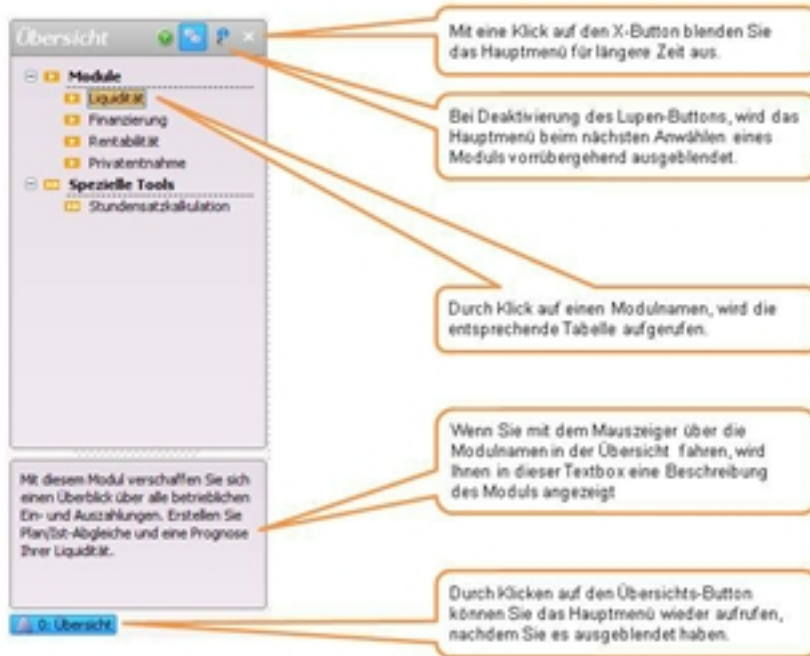 Übersicht
Module
Liquidität
Finanzierung
Rentabilität
Privatentnahme
Spezielle Tools
Stundensatzkalkulation
Mit diesem Modul verschaffen Sie sich
einen Überblick über alle betrieblichen
Ein- und Auszahlungen. Erstellen Sie
Plan/Ist-Abgleiche und eine Prognose
Ihrer Liquidität.
0: Übersicht
Mit eine Klick auf den X-Button blenden Sie
das Hauptmenü für längere Zeit aus.
Bei Deaktivierung des Lupen-Buttons, wird das
Hauptmenü beim nächsten Anwählen eines
Moduls vorrübergehend ausgeblendet.
Durch Klick auf einen Modulnamen, wird die
entsprechende Tabelle aufgerufen.
Wenn Sie mit dem Mauszeiger über die
Modulnamen in der Übersicht fahren, wird
Ihnen in dieser Textbox eine Beschreibung
des Moduls angezeigt
Durch Klicken auf den Übersichts-Button
können Sie das Hauptmenü wieder aufrufen,
nachdem Sie es ausgeblendet haben.